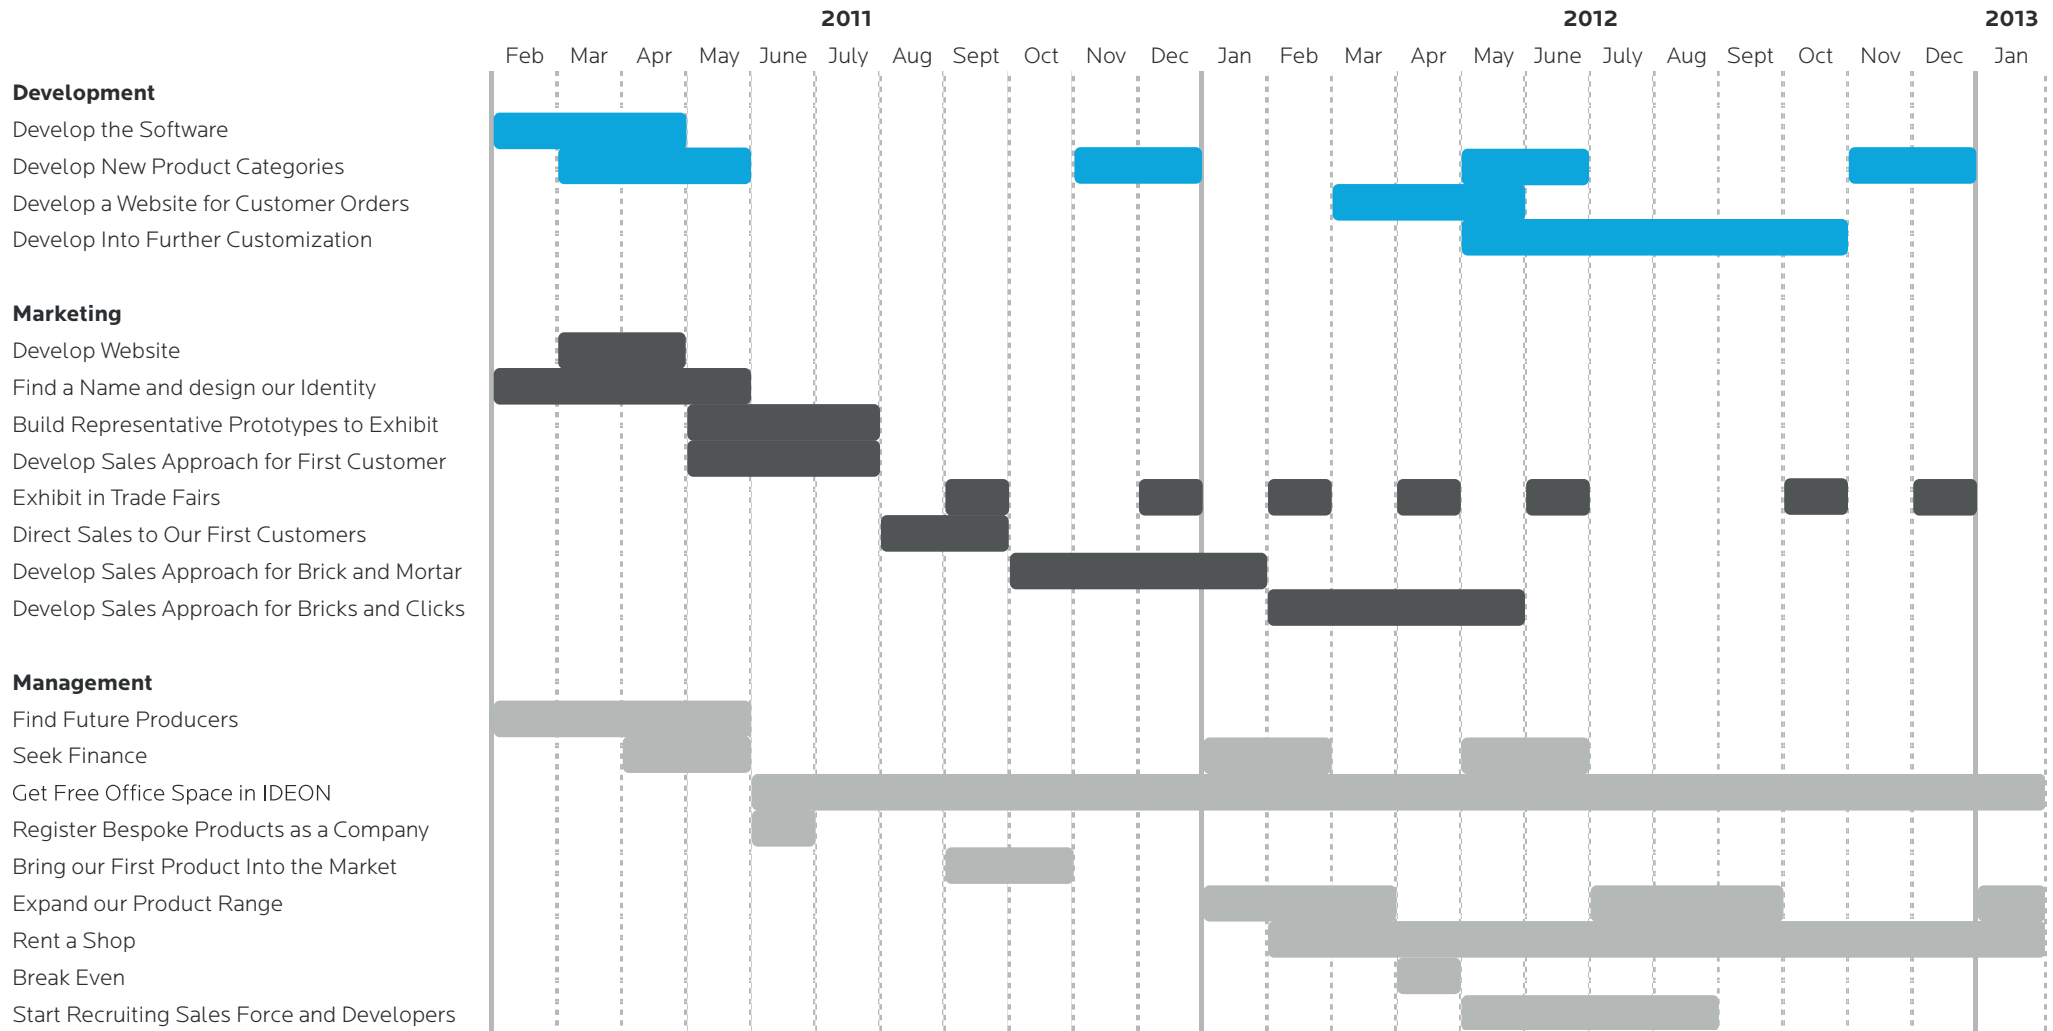 2011 2012 2013
Feb Mar Apr May June July Aug Sept Oct Nov Dec Jan Feb Mar Apr May June July Aug Sept Oct Nov Dec Jan
Development
Develop the Software
Develop New Product Categories
Develop a Website for Customer Orders
Develop Into Further Customization
Marketing
Develop Website
Find a Name and design our Identity
Build Representative Prototypes to Exhibit
Develop Sales Approach for First Customer
Exhibit in Trade Fairs
Direct Sales to Our First Customers
Develop Sales Approach for Brick and Mortar
Develop Sales Approach for Bricks and Clicks
Management
Find Future Producers
Seek Finance
Get Free Office Space in IDEON
Register Bespoke Products as a Company
Bring our First Product Into the Market
Expand our Product Range
Rent a Shop
Break Even
Start Recruiting Sales Force and Developers